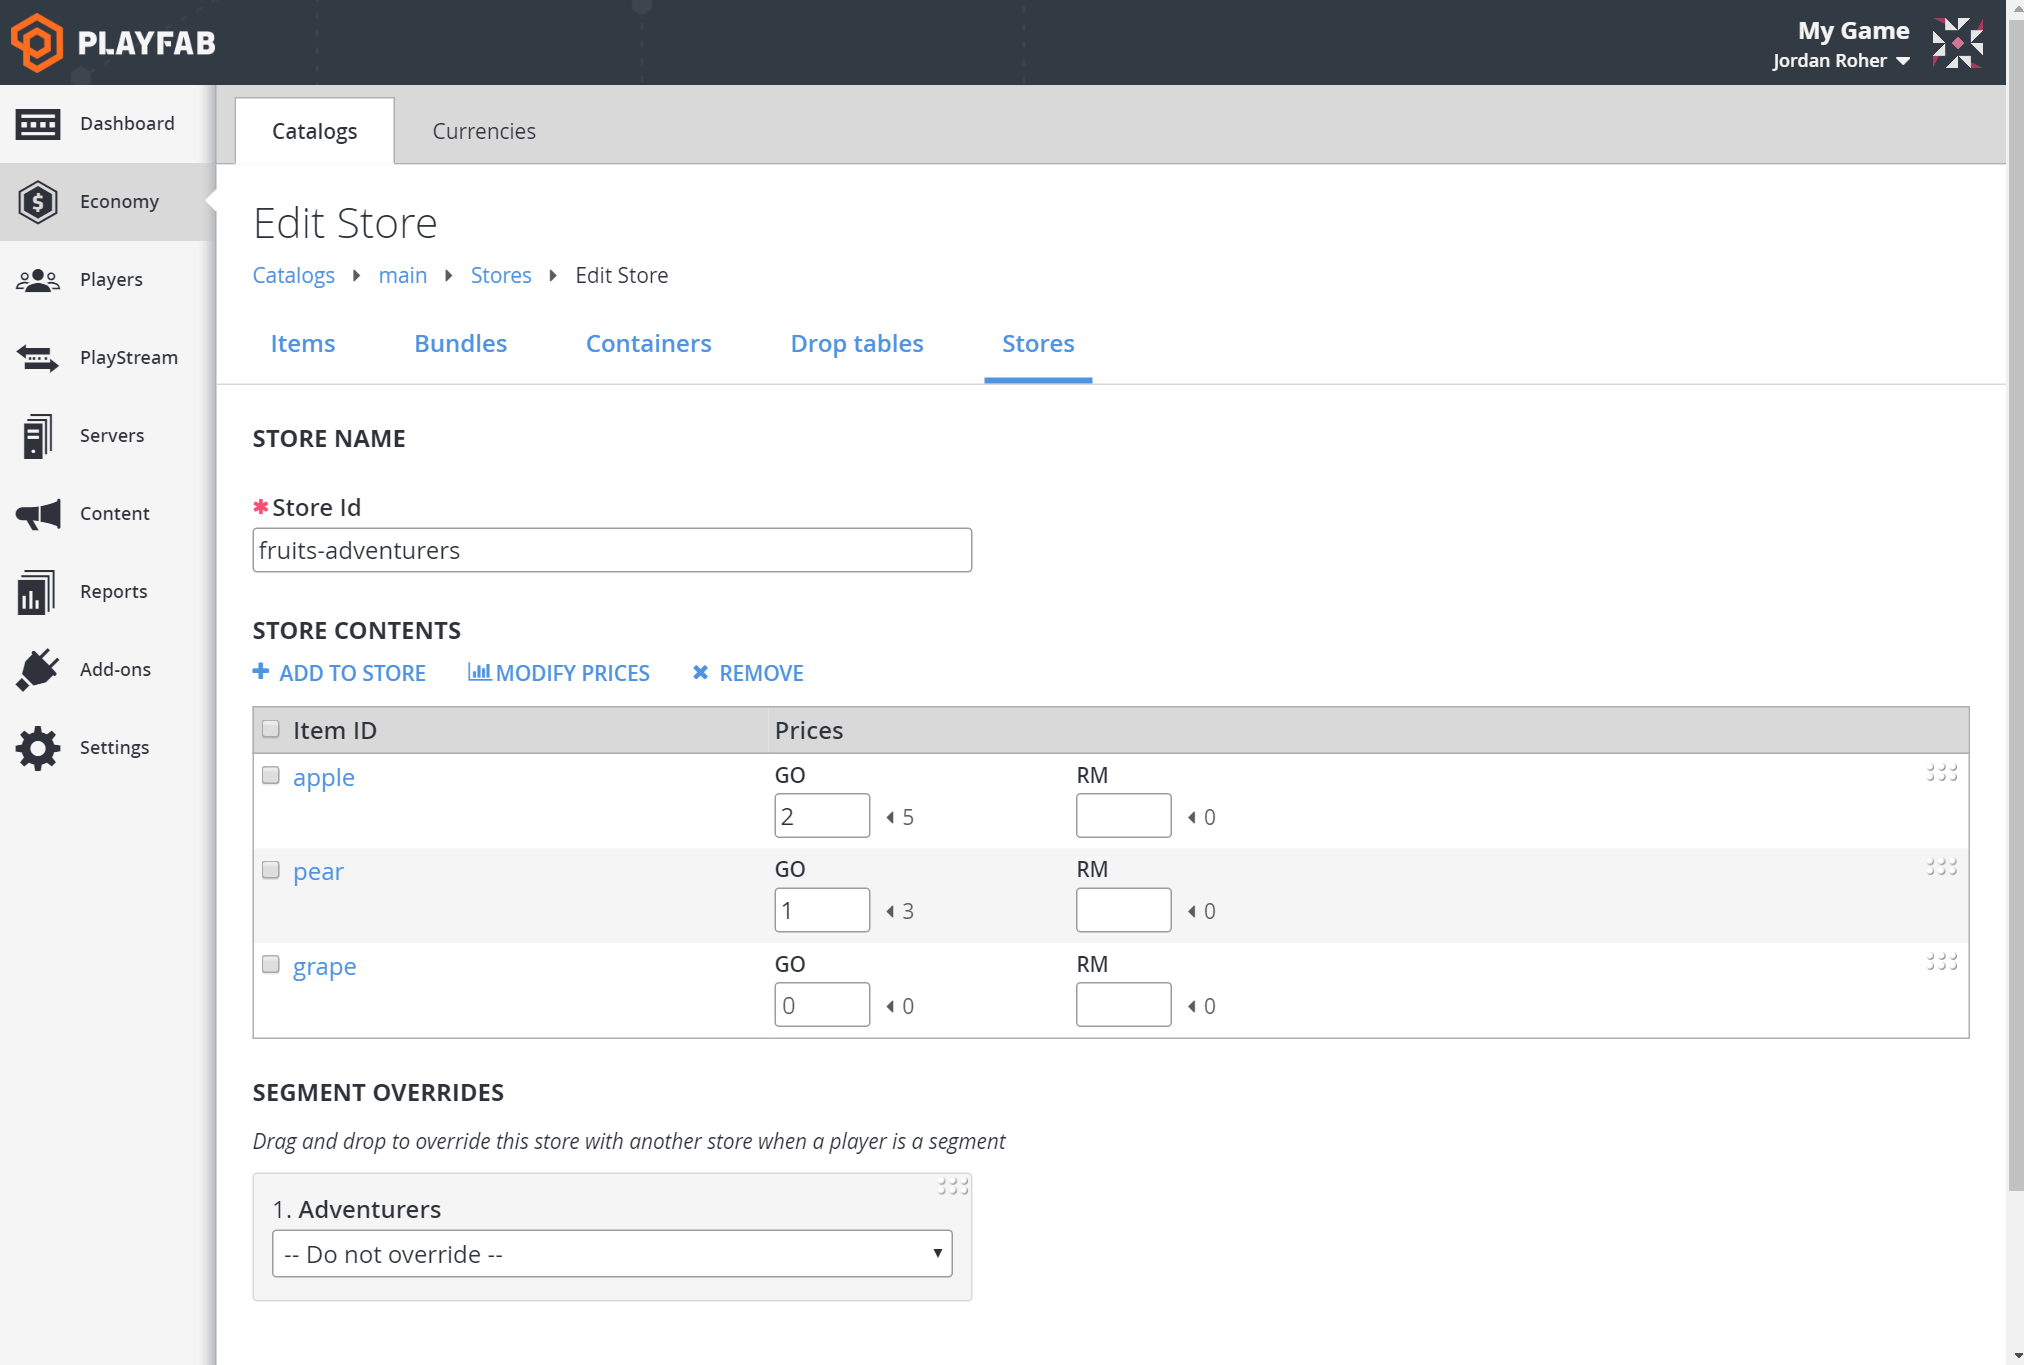 PLAYFAB
My Game
Jordan Roher
Dashboard
Economy
Players
PlayStream
Servers
Content
Reports
Add-ons
Settings
Catalogs Currencies
Edit Store
Catalogs main Stores Edit Store
Items Bundles Containers Drop tables Stores
STORE NAME
*Store Id
fruits-adventurers
STORE CONTENTS
+ ADD TO STORE MODIFY PRICES × REMOVE
Item ID Prices
apple GO RM
2 5 0
pear GO RM
1 3 0
grape GO RM
0 0 0
SEGMENT OVERRIDES
Drag and drop to override this store with another store when a player is a segment
1. Adventurers
-- Do not override --